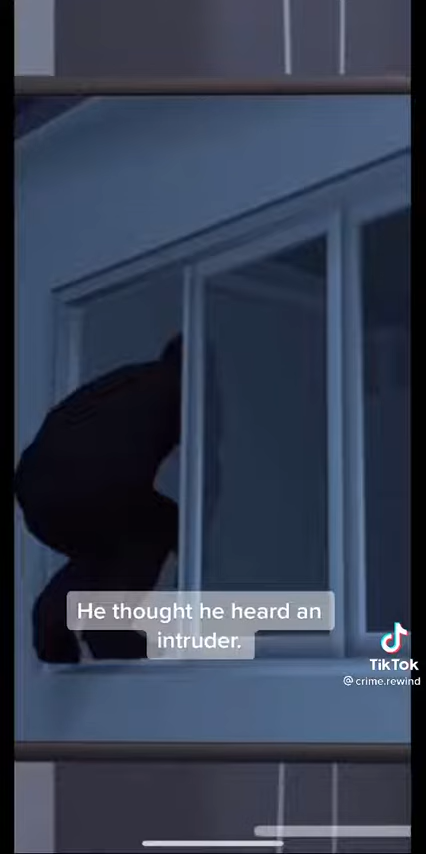 He thought he heard an
intruder.
TikTok
@crime.rewind